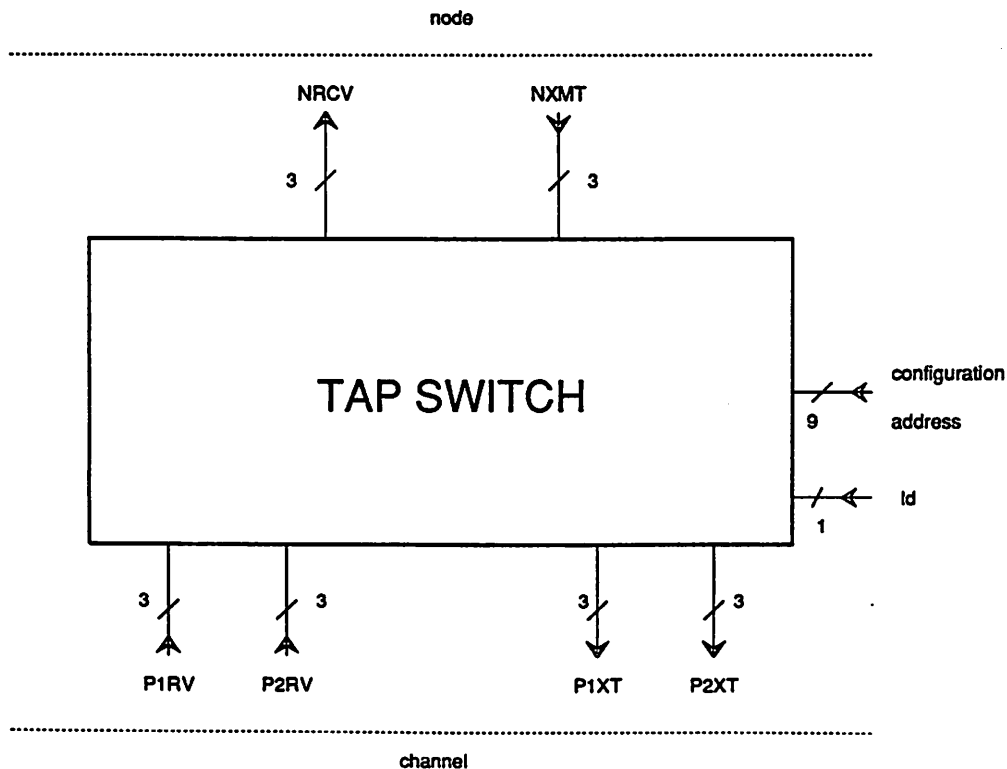 node
NRCV NXMT
3 3
configuration
TAP SWITCH
9 address
ld
1
3 3 3 3
P1RV P2RV P1XT P2XT
channel